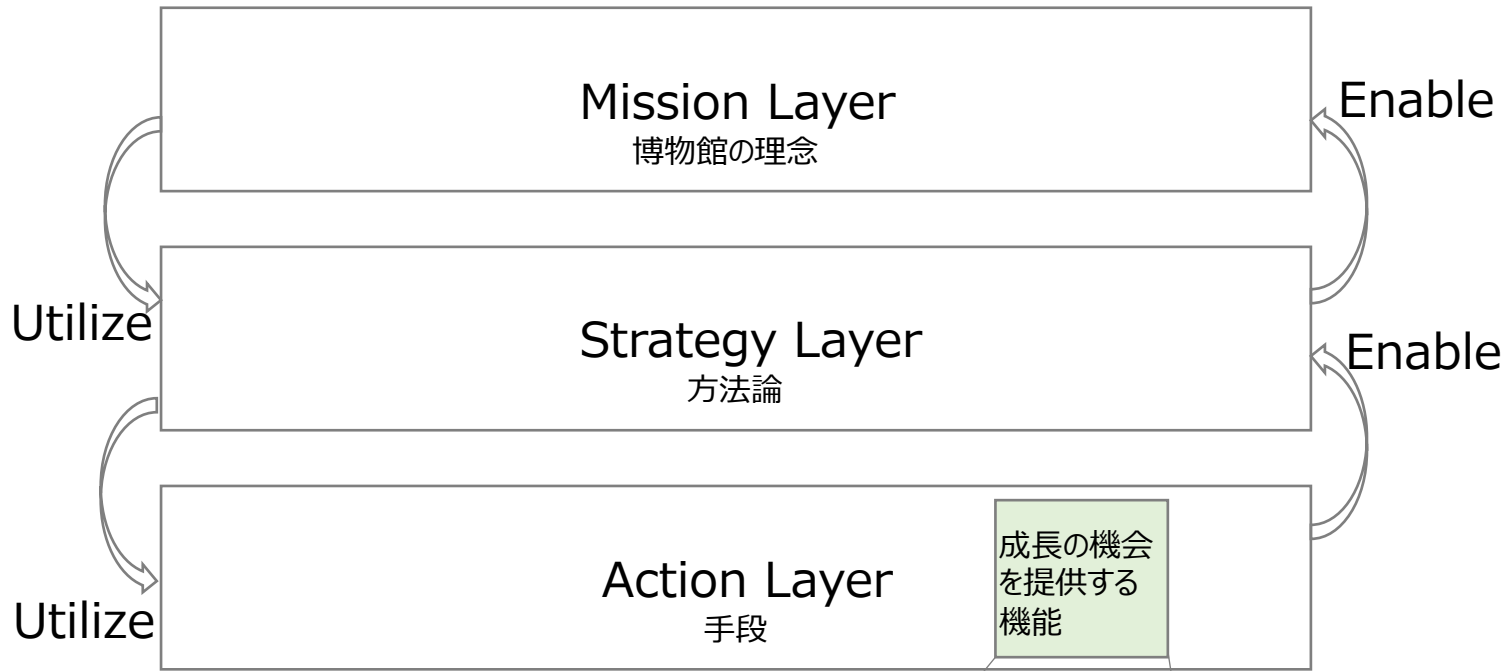 Mission Layer
博物館の理念
Enable
Utilize
Strategy Layer
方法論
Enable
Action Layer
手段
成長の機会
を提供する
機能
Utilize